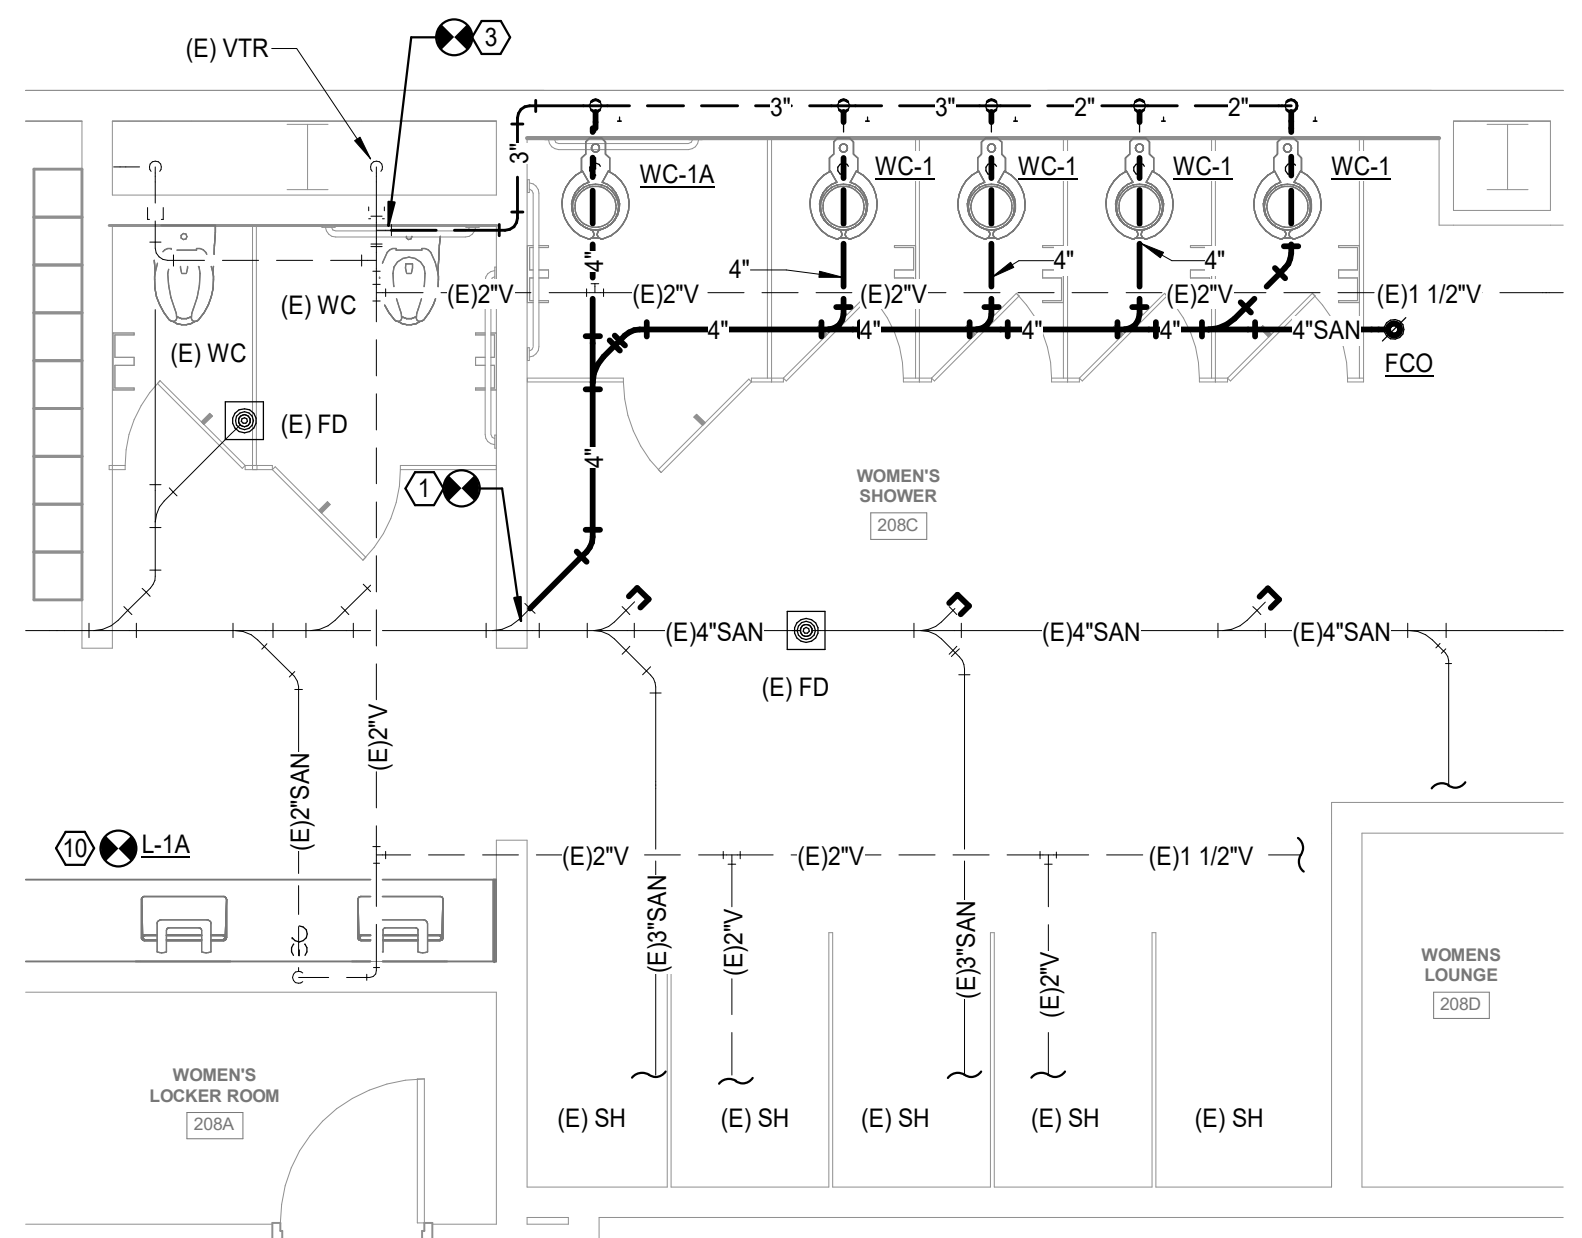 (E) VTR
3
3"
3"
2"
2"
3"
WC-1A
WC-1
WC-1
WC-1
WC-1
4"
4"
4"
4"
(E) WC
(E)2"V
(E)2"V
(E)2"V
(E)2"V
(E)1 1/2"V
4"
4"
4"
4"
4"SAN
(E) WC
FCO
(E) FD
4"
1
WOMEN'S
SHOWER
208C
(E)4"SAN
(E)4"SAN
(E)4"SAN
(E) FD
(E)2"V
(E)2"SAN
10
L-1A
(E)2"V
(E)2"V
(E)1 1/2"V
(E)3"SAN
(E)2"V
(E)3"SAN
(E)2"V
WOMENS
LOUNGE
208D
WOMEN'S
LOCKER ROOM
208A
(E) SH
(E) SH
(E) SH
(E) SH
(E) SH